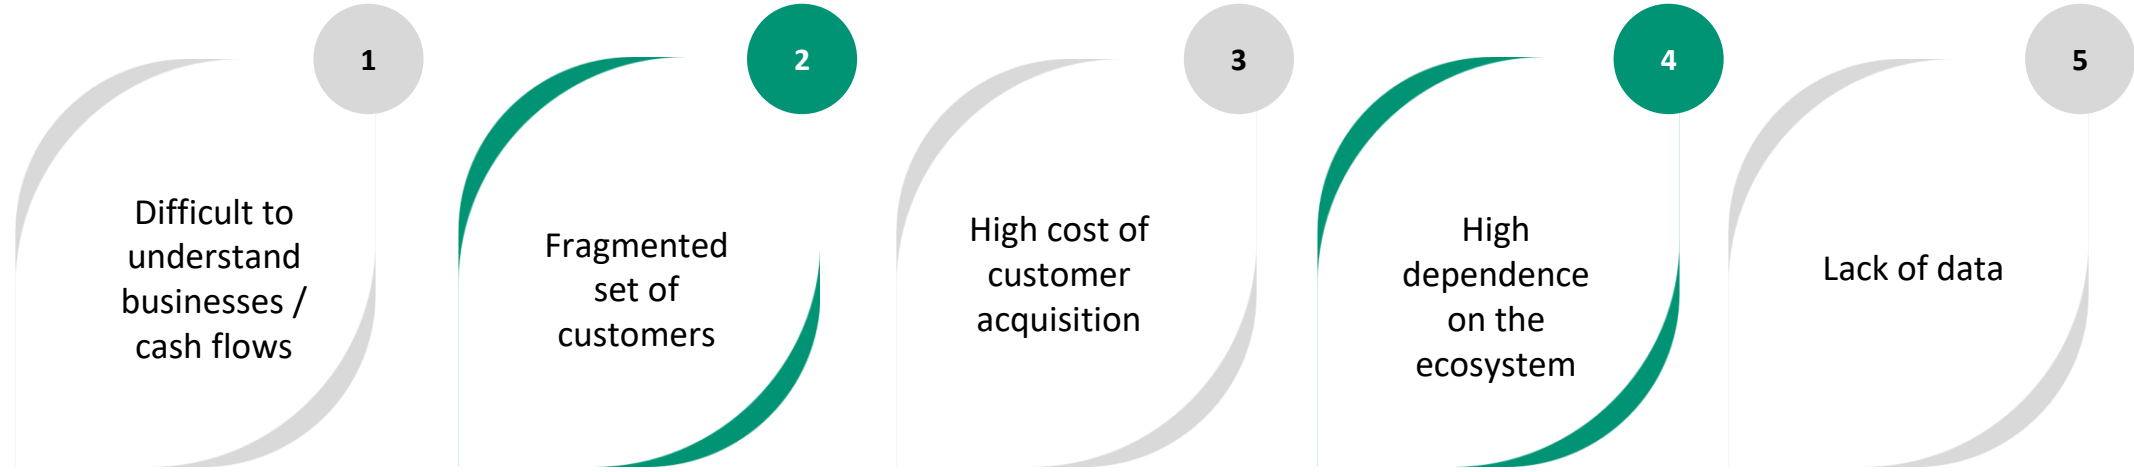 1
Difficult to
understand
businesses /
cash flows
2
Fragmented
set of
customers
3
High cost of
customer
acquisition
4
High
dependence
on the
ecosystem
5
Lack of data